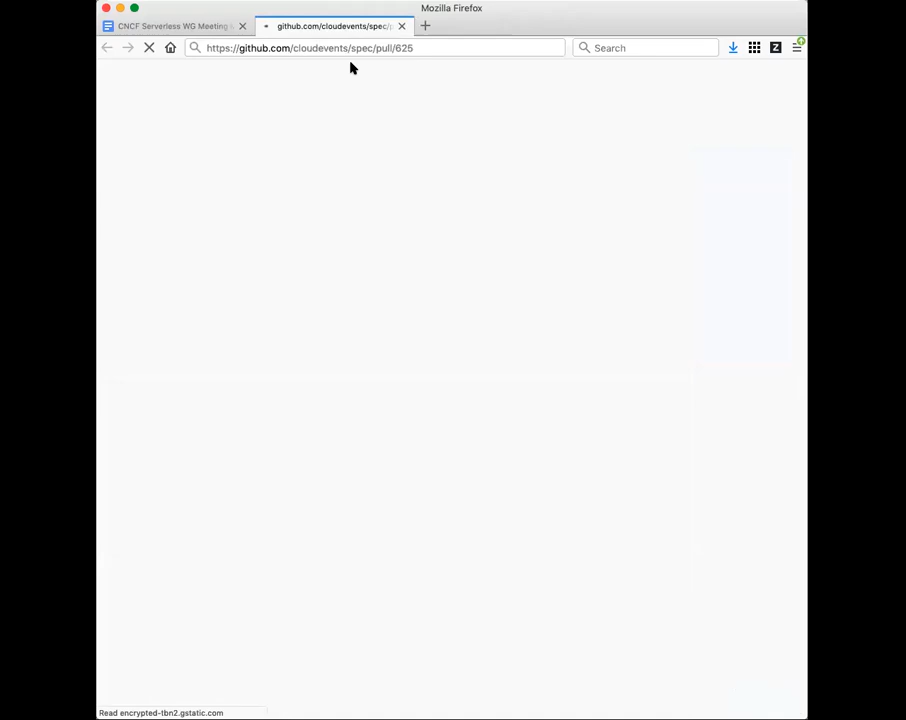 Mozilla Firefox
CNCF Serverless WG Meeting
github.com/cloudevents/spec/
https://github.com/cloudevents/spec/pull/625
Search
Z
Read encrypted-tbn2.gstatic.com